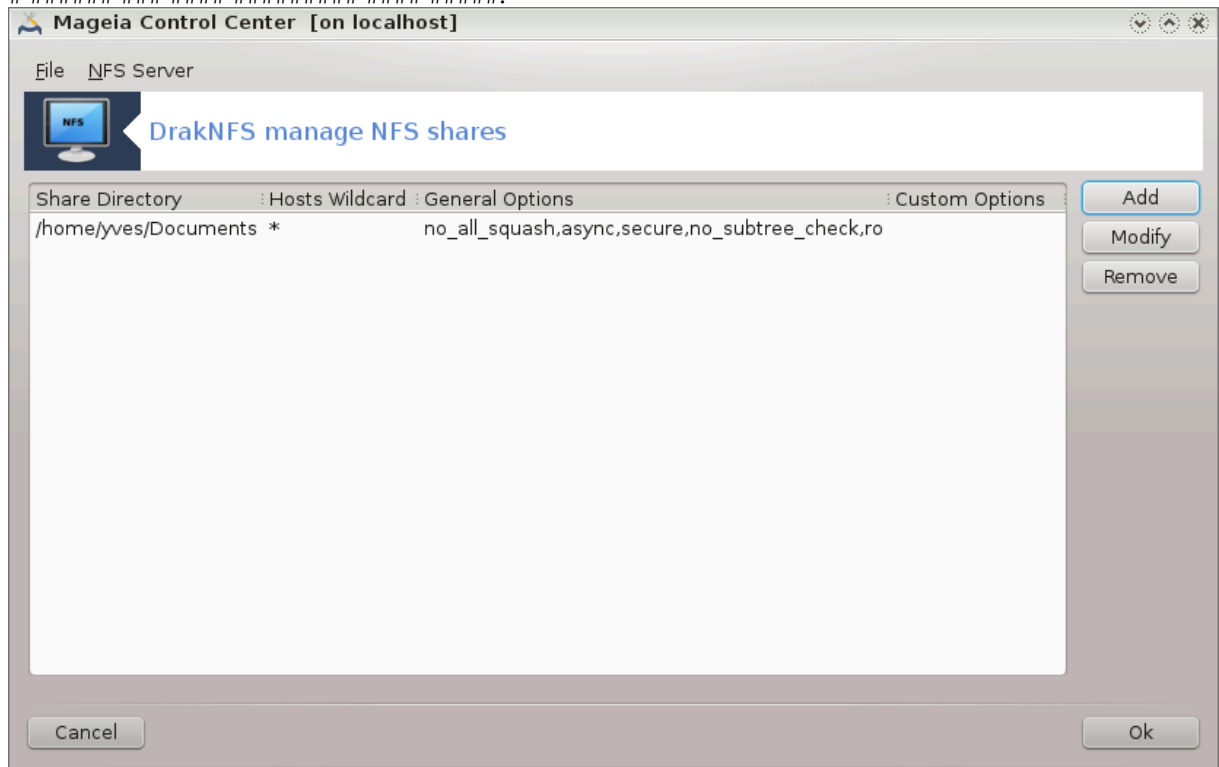 Mageia Control Center [on localhost]
File NFS Server
NFS
DrakNFS manage NFS shares
Share Directory Hosts Wildcard General Options Custom Options
/home/yves/Documents * no_all_squash,async,secure,no_subtree_check,ro
Add
Modify
Remove
Cancel Ok